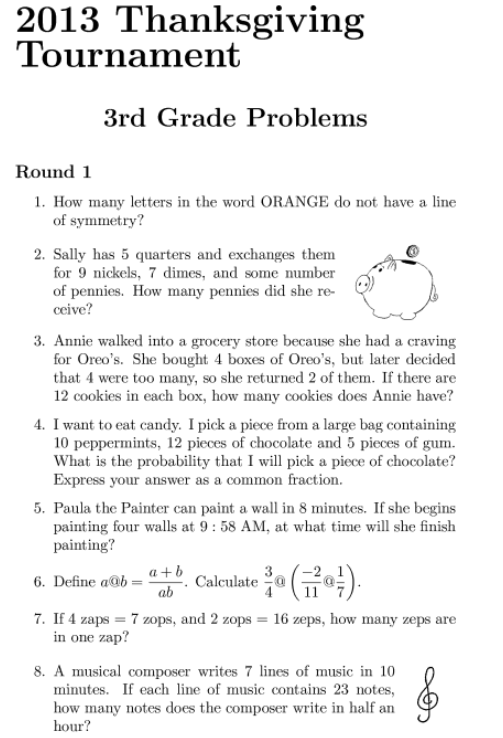 2013 Thanksgiving
Tournament
3rd Grade Problems
Round 1
1. How many letters in the word ORANGE do not have a line
of symmetry?
2. Sally has 5 quarters and exchanges them
for 9 nickels, 7 dimes, and some number
of pennies. How many pennies did she re-
ceive?
3. Annie walked into a grocery store because she had a craving
for Oreo's. She bought 4 boxes of Oreo's, but later decided
that 4 were too many, so she returned 2 of them. If there are
12 cookies in each box, how many cookies does Annie have?
4. I want to eat candy. I pick a piece from a large bag containing
10 peppermints, 12 pieces of chocolate and 5 pieces of gum.
What is the probability that I will pick a piece of chocolate?
Express your answer as a common fraction.
5. Paula the Painter can paint a wall in 8 minutes. If she begins
painting four walls at 9 : 58 AM, at what time will she finish
painting?
6. Define a@b = (a + b)/(ab). Calculate 3/4 @ (−2/11 @ 1/7).
7. If 4 zaps = 7 zops, and 2 zops = 16 zeps, how many zeps are
in one zap?
8. A musical composer writes 7 lines of music in 10
minutes. If each line of music contains 23 notes,
how many notes does the composer write in half an
hour?